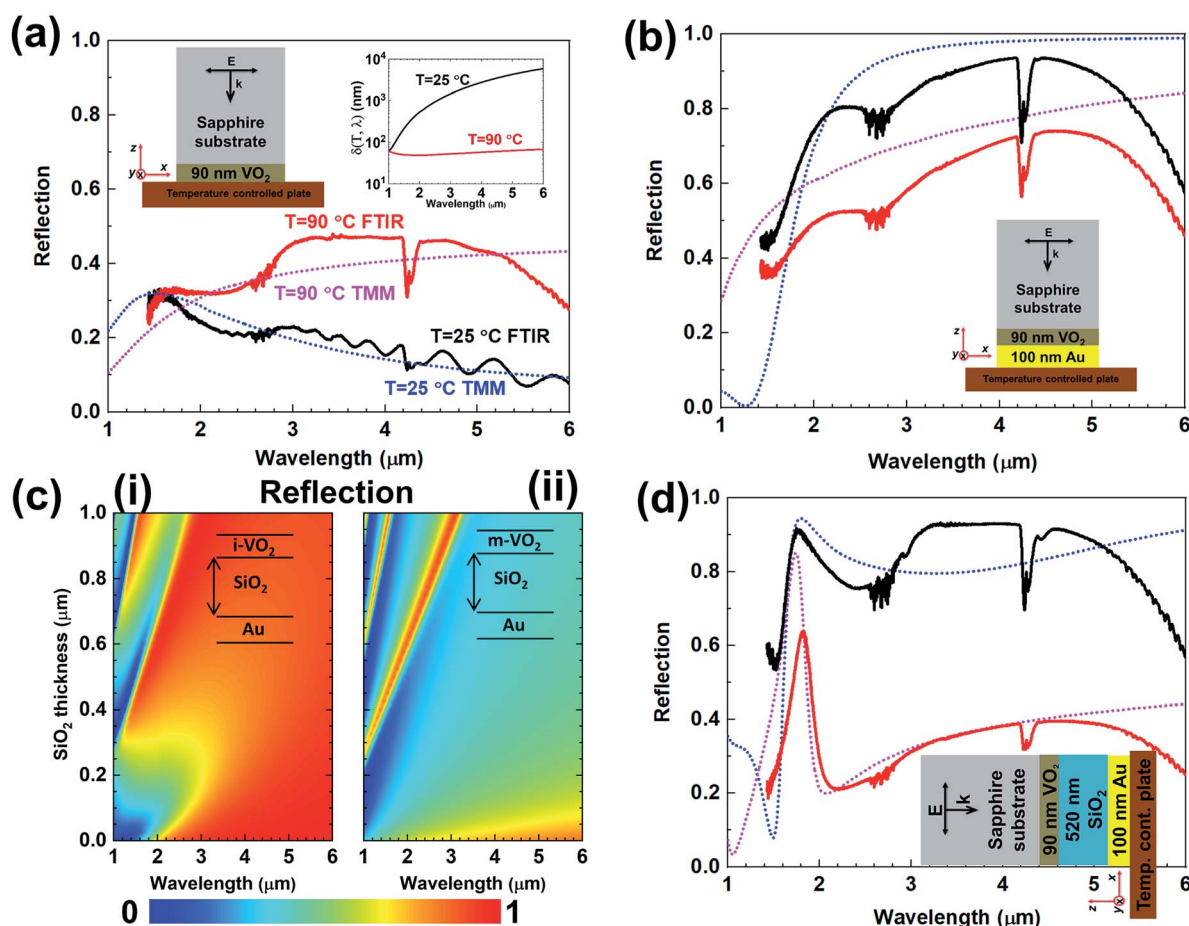 (a)
1.0
0.8
0.6
0.4
0.2
0.0
Reflection
E
k
Sapphire
substrate
90 nm VO2
Temperature controlled plate
z
y
x
10⁴
10³
10²
10¹
δ(T, λ) (nm)
T=25 °C
T=90 °C
1 2 3 4 5 6
Wavelength (μm)
T=90 °C FTIR
T=90 °C TMM
T=25 °C FTIR
T=25 °C TMM
1 2 3 4 5 6
Wavelength (μm)
(b)
1.0
0.8
0.6
0.4
0.2
0.0
Reflection
E
k
Sapphire
substrate
90 nm VO2
100 nm Au
Temperature controlled plate
z
y
x
1 2 3 4 5 6
Wavelength (μm)
(c)
(i) Reflection (ii)
1.0
0.8
0.6
0.4
0.2
0.0
SiO2 thickness (μm)
i-VO2
SiO2
Au
m-VO2
SiO2
Au
1 2 3 4 5 6
1 2 3 4 5 6
Wavelength (μm)
Wavelength (μm)
0 1
(d)
1.0
0.8
0.6
0.4
0.2
0.0
Reflection
E
k
Sapphire
substrate
90 nm VO2
520 nm
SiO2
100 nm Au
Temp. cont. plate
x
z
y
1 2 3 4 5 6
Wavelength (μm)